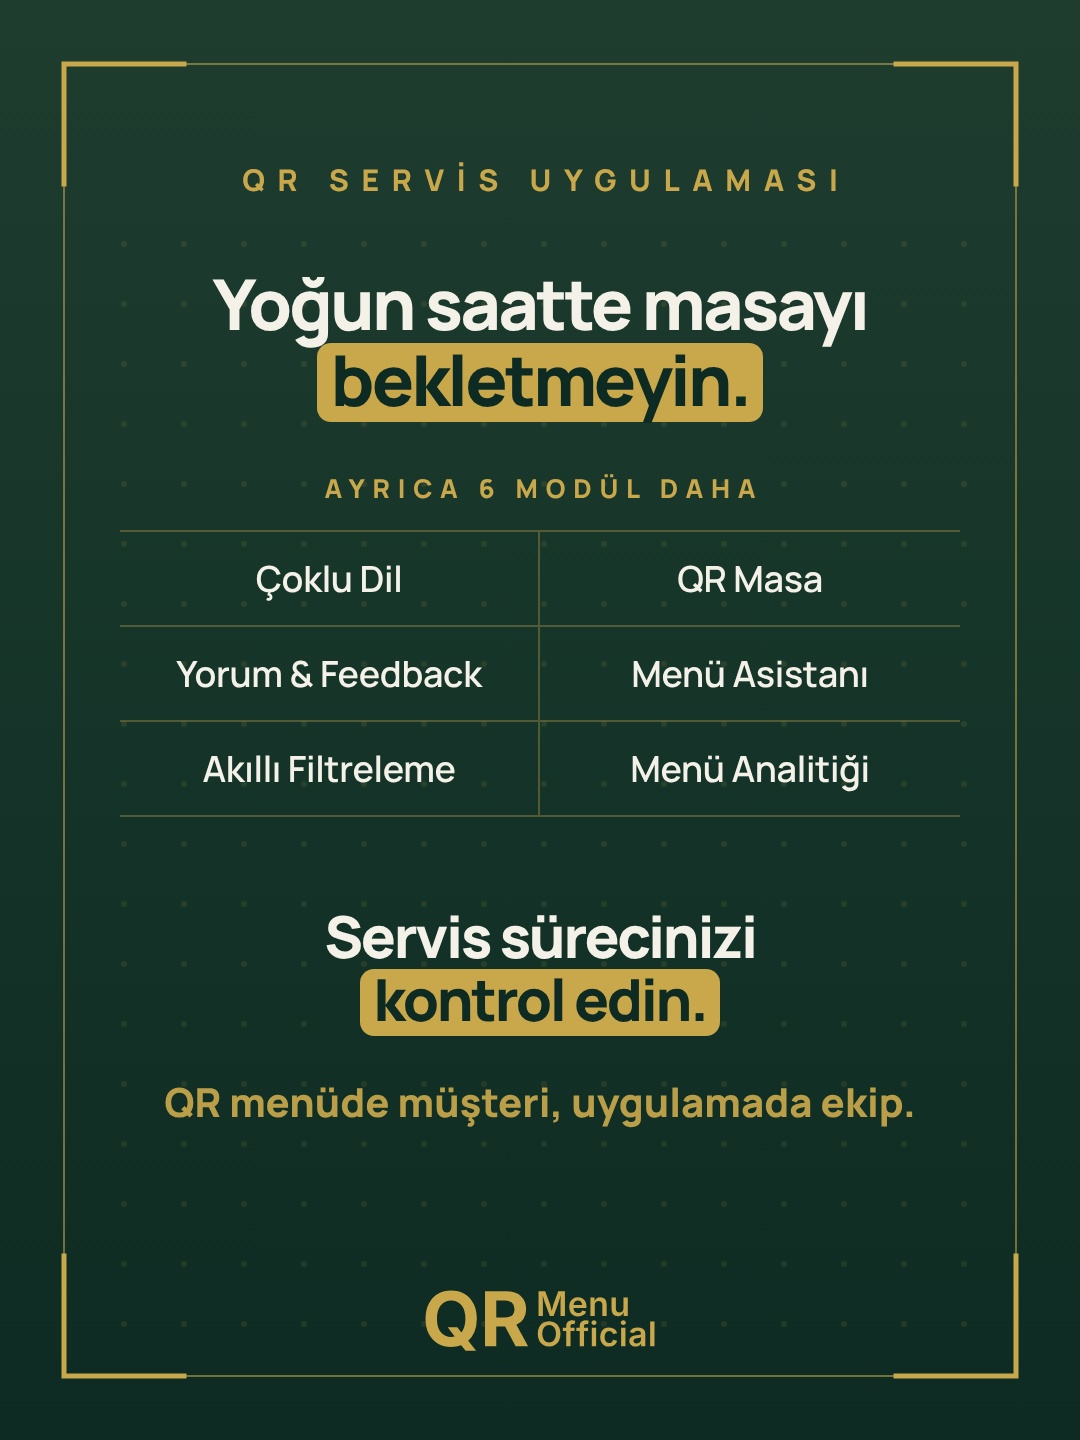 QR SERVİS UYGULAMASI
Yoğun saatte masayı
bekletmeyin.
AYRICA 6 MODÜL DAHA
Çoklu Dil
QR Masa
Yorum & Feedback
Menü Asistanı
Akıllı Filtreleme
Menü Analitiği
Servis sürecinizi
kontrol edin.
QR menüde müşteri, uygulamada ekip.
QR Menu
Official